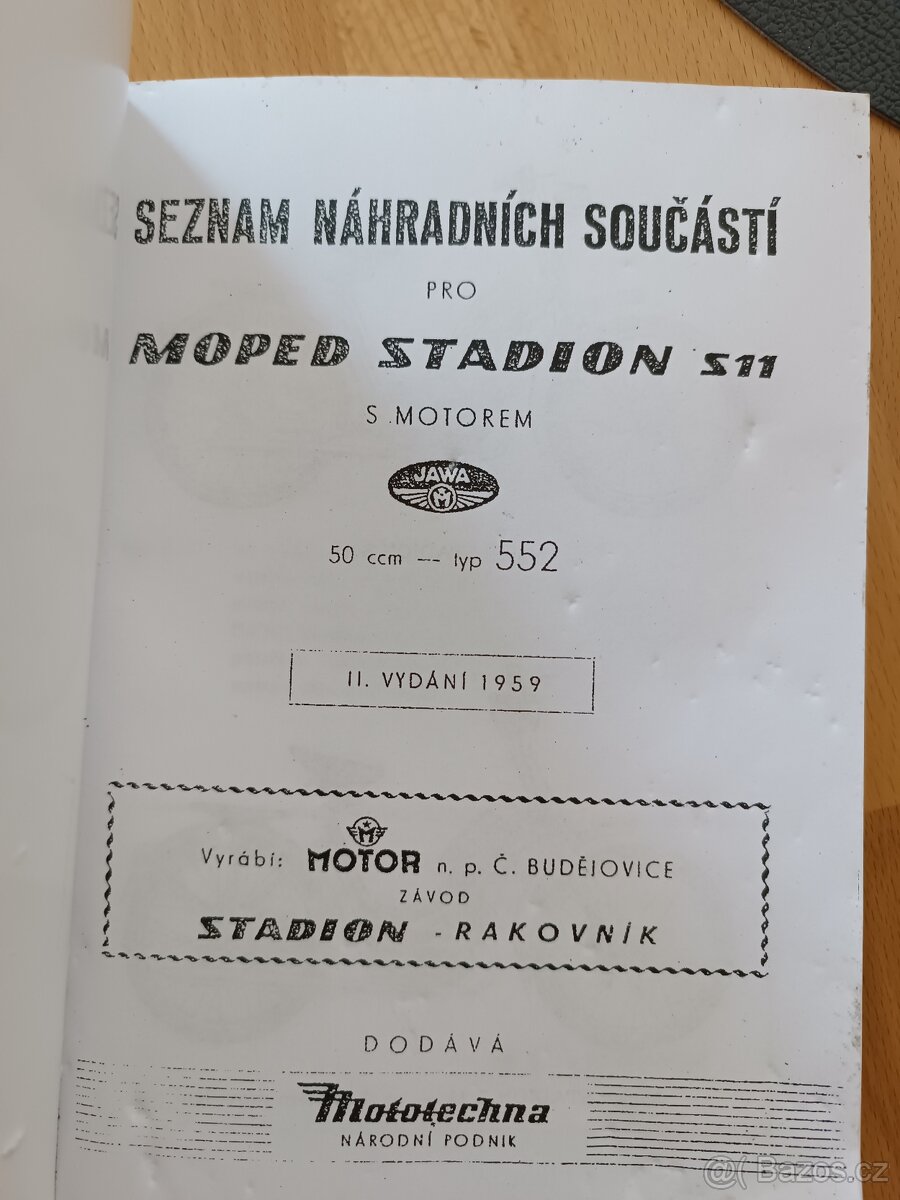 SEZNAM NÁHRADNÍCH SOUČÁSTÍ
PRO
MOPED STADION S11
S MOTOREM
JAWA
M
50 ccm — typ 552
II. VYDÁNÍ 1959
M
Vyrábí: MOTOR n. p. Č. BUDĚJOVICE
ZÁVOD
STADION - RAKOVNÍK
DODÁVÁ
Mototechna
NÁRODNÍ PODNIK
Bazos.cz